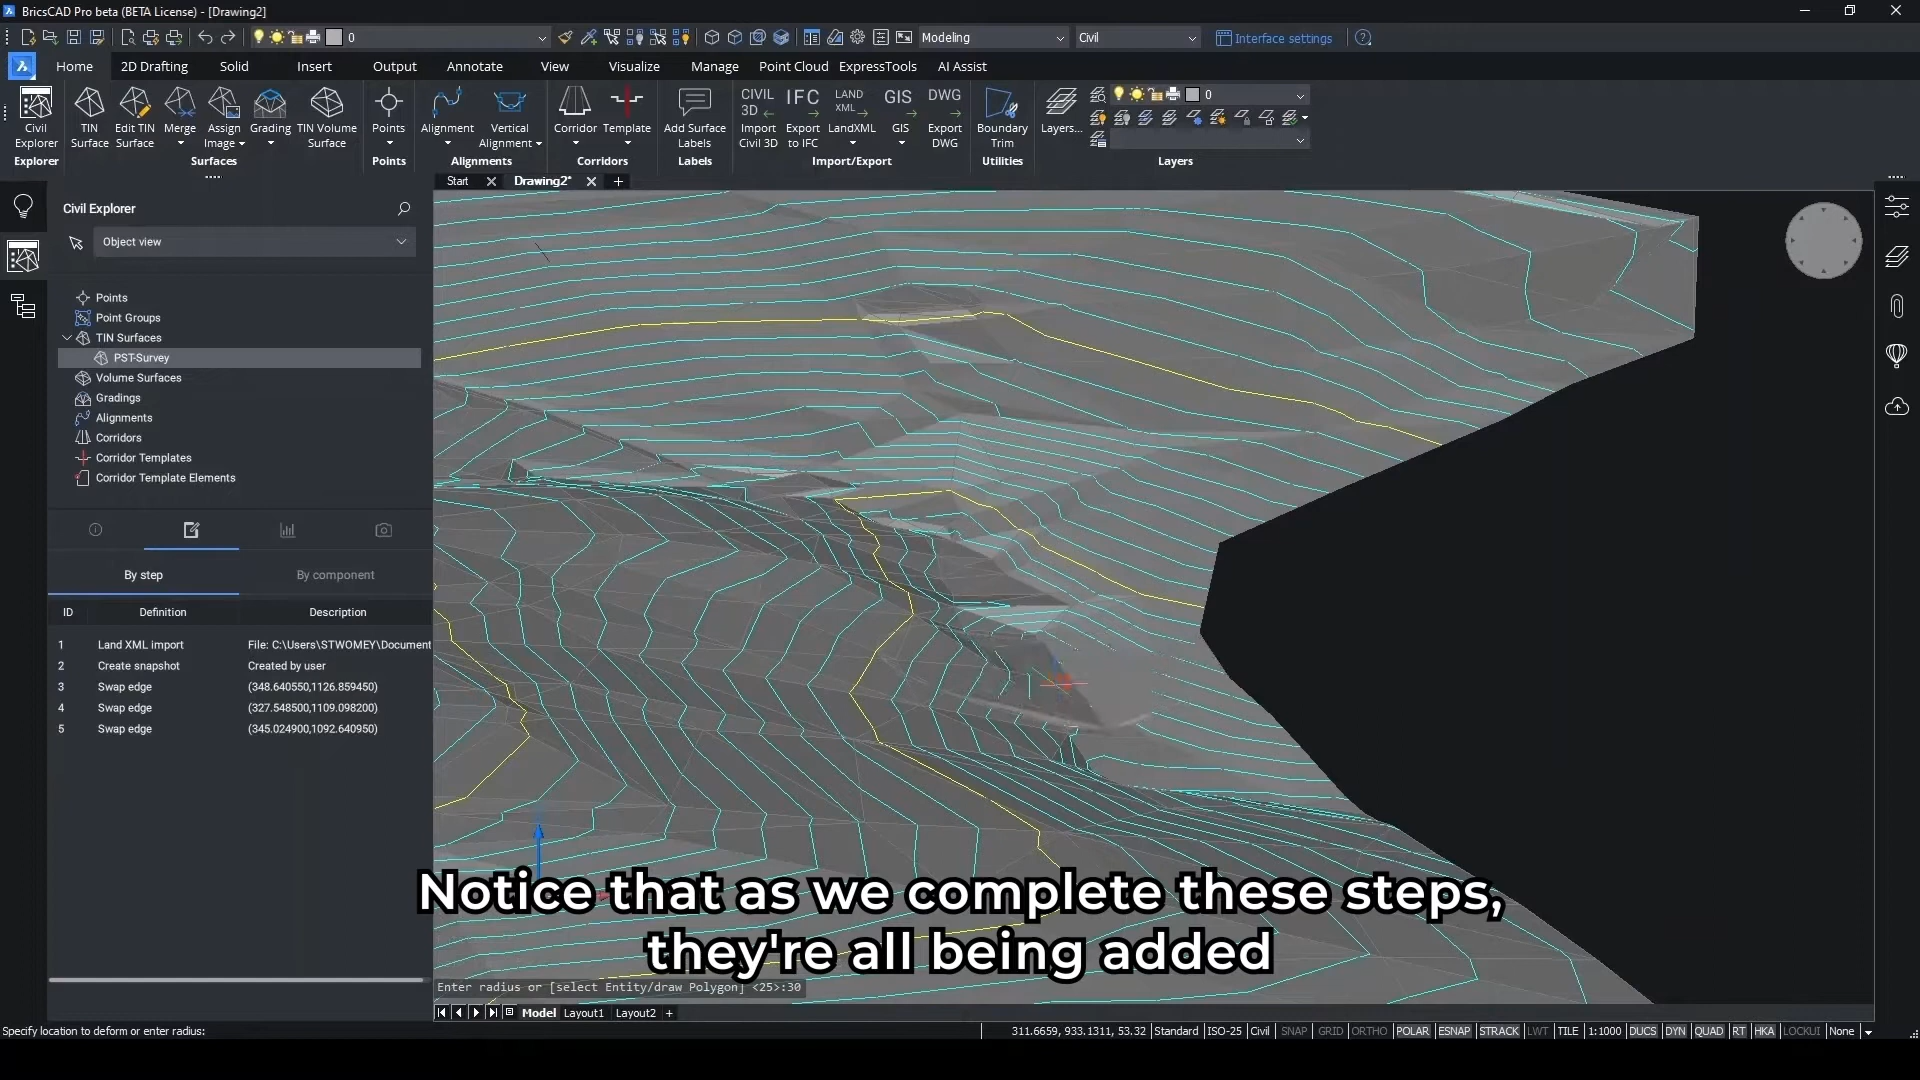 BricsCAD Pro beta (BETA License) - [Drawing2]
0
Modeling
Civil
Interface settings
Home 2D Drafting Solid Insert Output Annotate View Visualize Manage Point Cloud ExpressTools AI Assist
CIVIL 3D IFC LAND XML GIS DWG
0
Civil Explorer
TIN Surface
Edit TIN Surface
Merge
Assign Image
Grading
TIN Volume Surface
Points
Alignment
Vertical Alignment
Corridor
Template
Add Surface Labels
Import Civil 3D
Export to IFC
LandXML
GIS
Export DWG
Boundary Trim
Layers...
Explorer Surfaces Points Alignments Corridors Labels Import/Export Utilities Layers
Start Drawing2*
Civil Explorer
Object view
Points
Point Groups
TIN Surfaces
PST-Survey
Volume Surfaces
Gradings
Alignments
Corridors
Corridor Templates
Corridor Template Elements
By step By component
ID Definition Description
1 Land XML import File: C:\Users\STWOMEY\Document
2 Create snapshot Created by user
3 Swap edge (348.640550,1126.859450)
4 Swap edge (327.548500,1109.098200)
5 Swap edge (345.024900,1092.640950)
Notice that as we complete these steps,
they're all being added
Enter radius or [select Entity/draw Polygon] <25>:30
Model Layout1 Layout2 +
Specify location to deform or enter radius:
311.6659, 933.1311, 53.32 Standard ISO-25 Civil SNAP GRID ORTHO POLAR ESNAP STRACK LWT TILE 1:1000 DUCS DYN QUAD RT HKA LOCKUI None